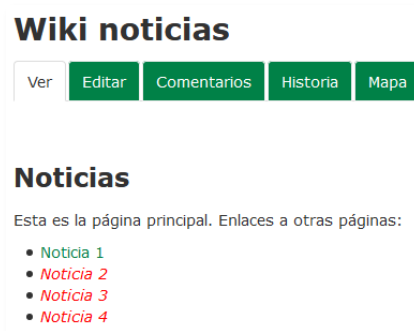 Wiki noticias
Ver Editar Comentarios Historia Mapa
Noticias
Esta es la página principal. Enlaces a otras páginas:
Noticia 1
Noticia 2
Noticia 3
Noticia 4